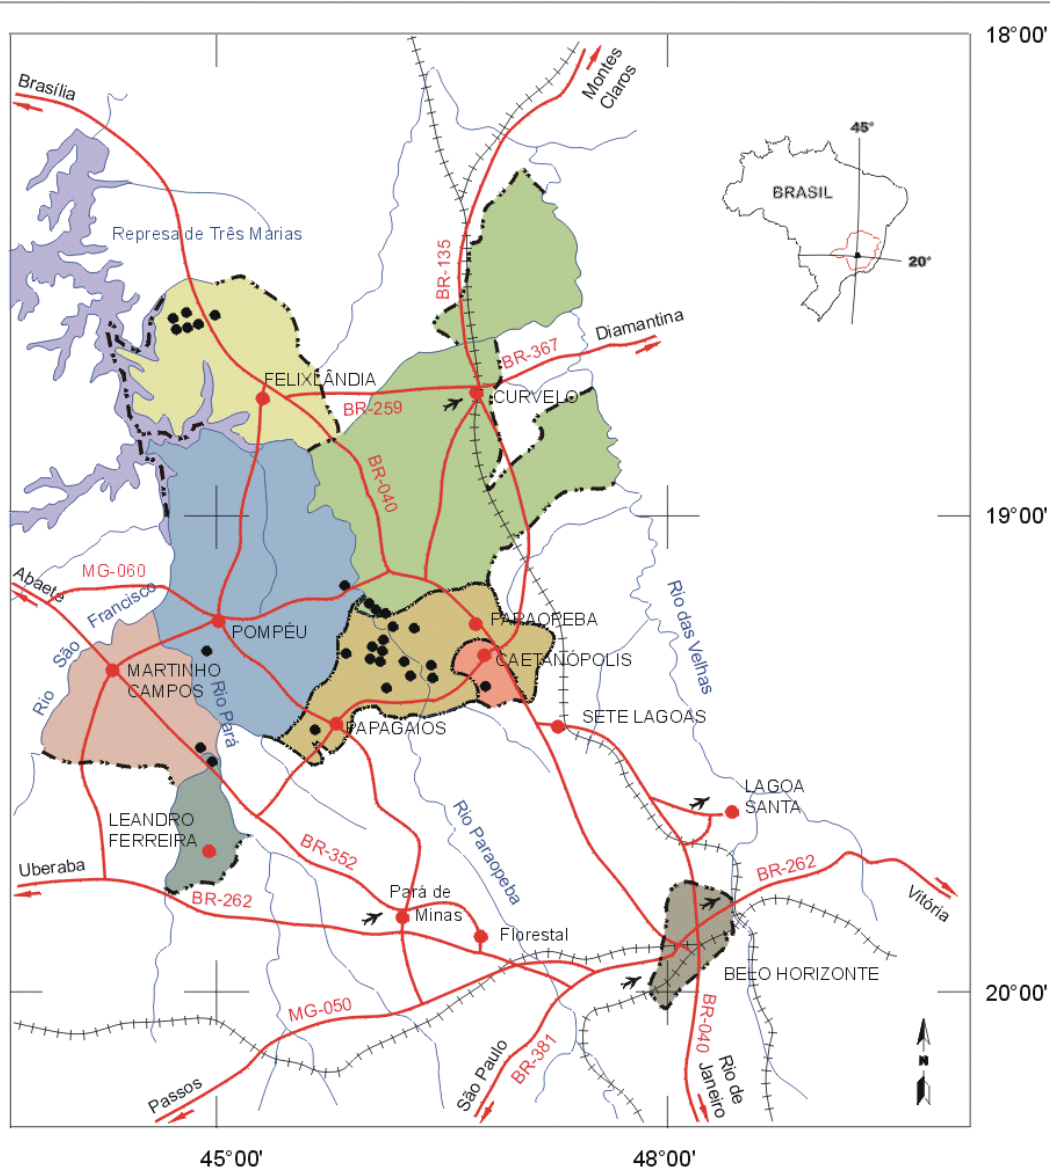 18°00'
Brasília
Montes
Claros
45°
BRASIL
20°
Represa de Três Marias
BR-135
Diamantina
BR-367
FELIXLÂNDIA
BR-259
CURVELO
BR-040
19°00'
Abaete
MG-060
Rio São Francisco
POMPÉU
PARAOPEBA
CAETANÓPOLIS
Rio das Velhas
MARTINHO
CAMPOS
Rio Pará
PAPAGAIOS
SETE LAGOAS
LAGOA
SANTA
LEANDRO
FERREIRA
Rio Paraopeba
BR-352
Uberaba
BR-262
BR-262
Vitória
Pará de
Minas
Florestal
BELO HORIZONTE
20°00'
MG-050
BR-381
São Paulo
BR-040
Rio de
Janeiro
Passos
N
45°00'
48°00'